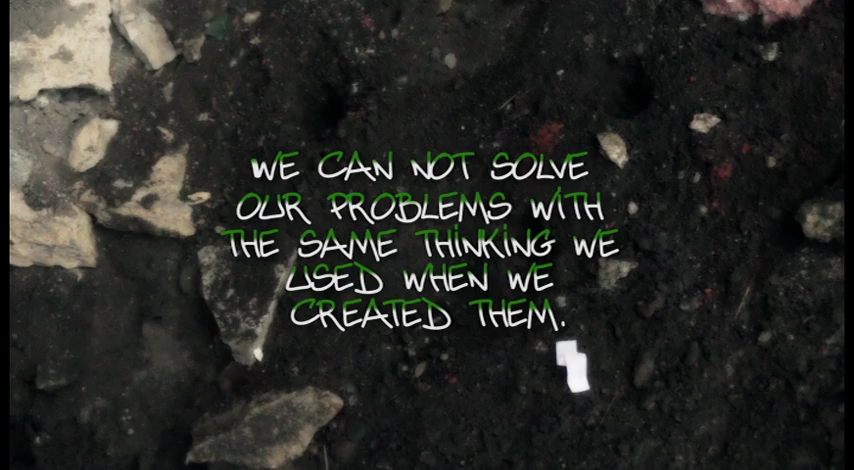 WE CAN NOT SOLVE
OUR PROBLEMS WITH
THE SAME THiNKiNG WE
USED WHEN WE
CREATED THEM.